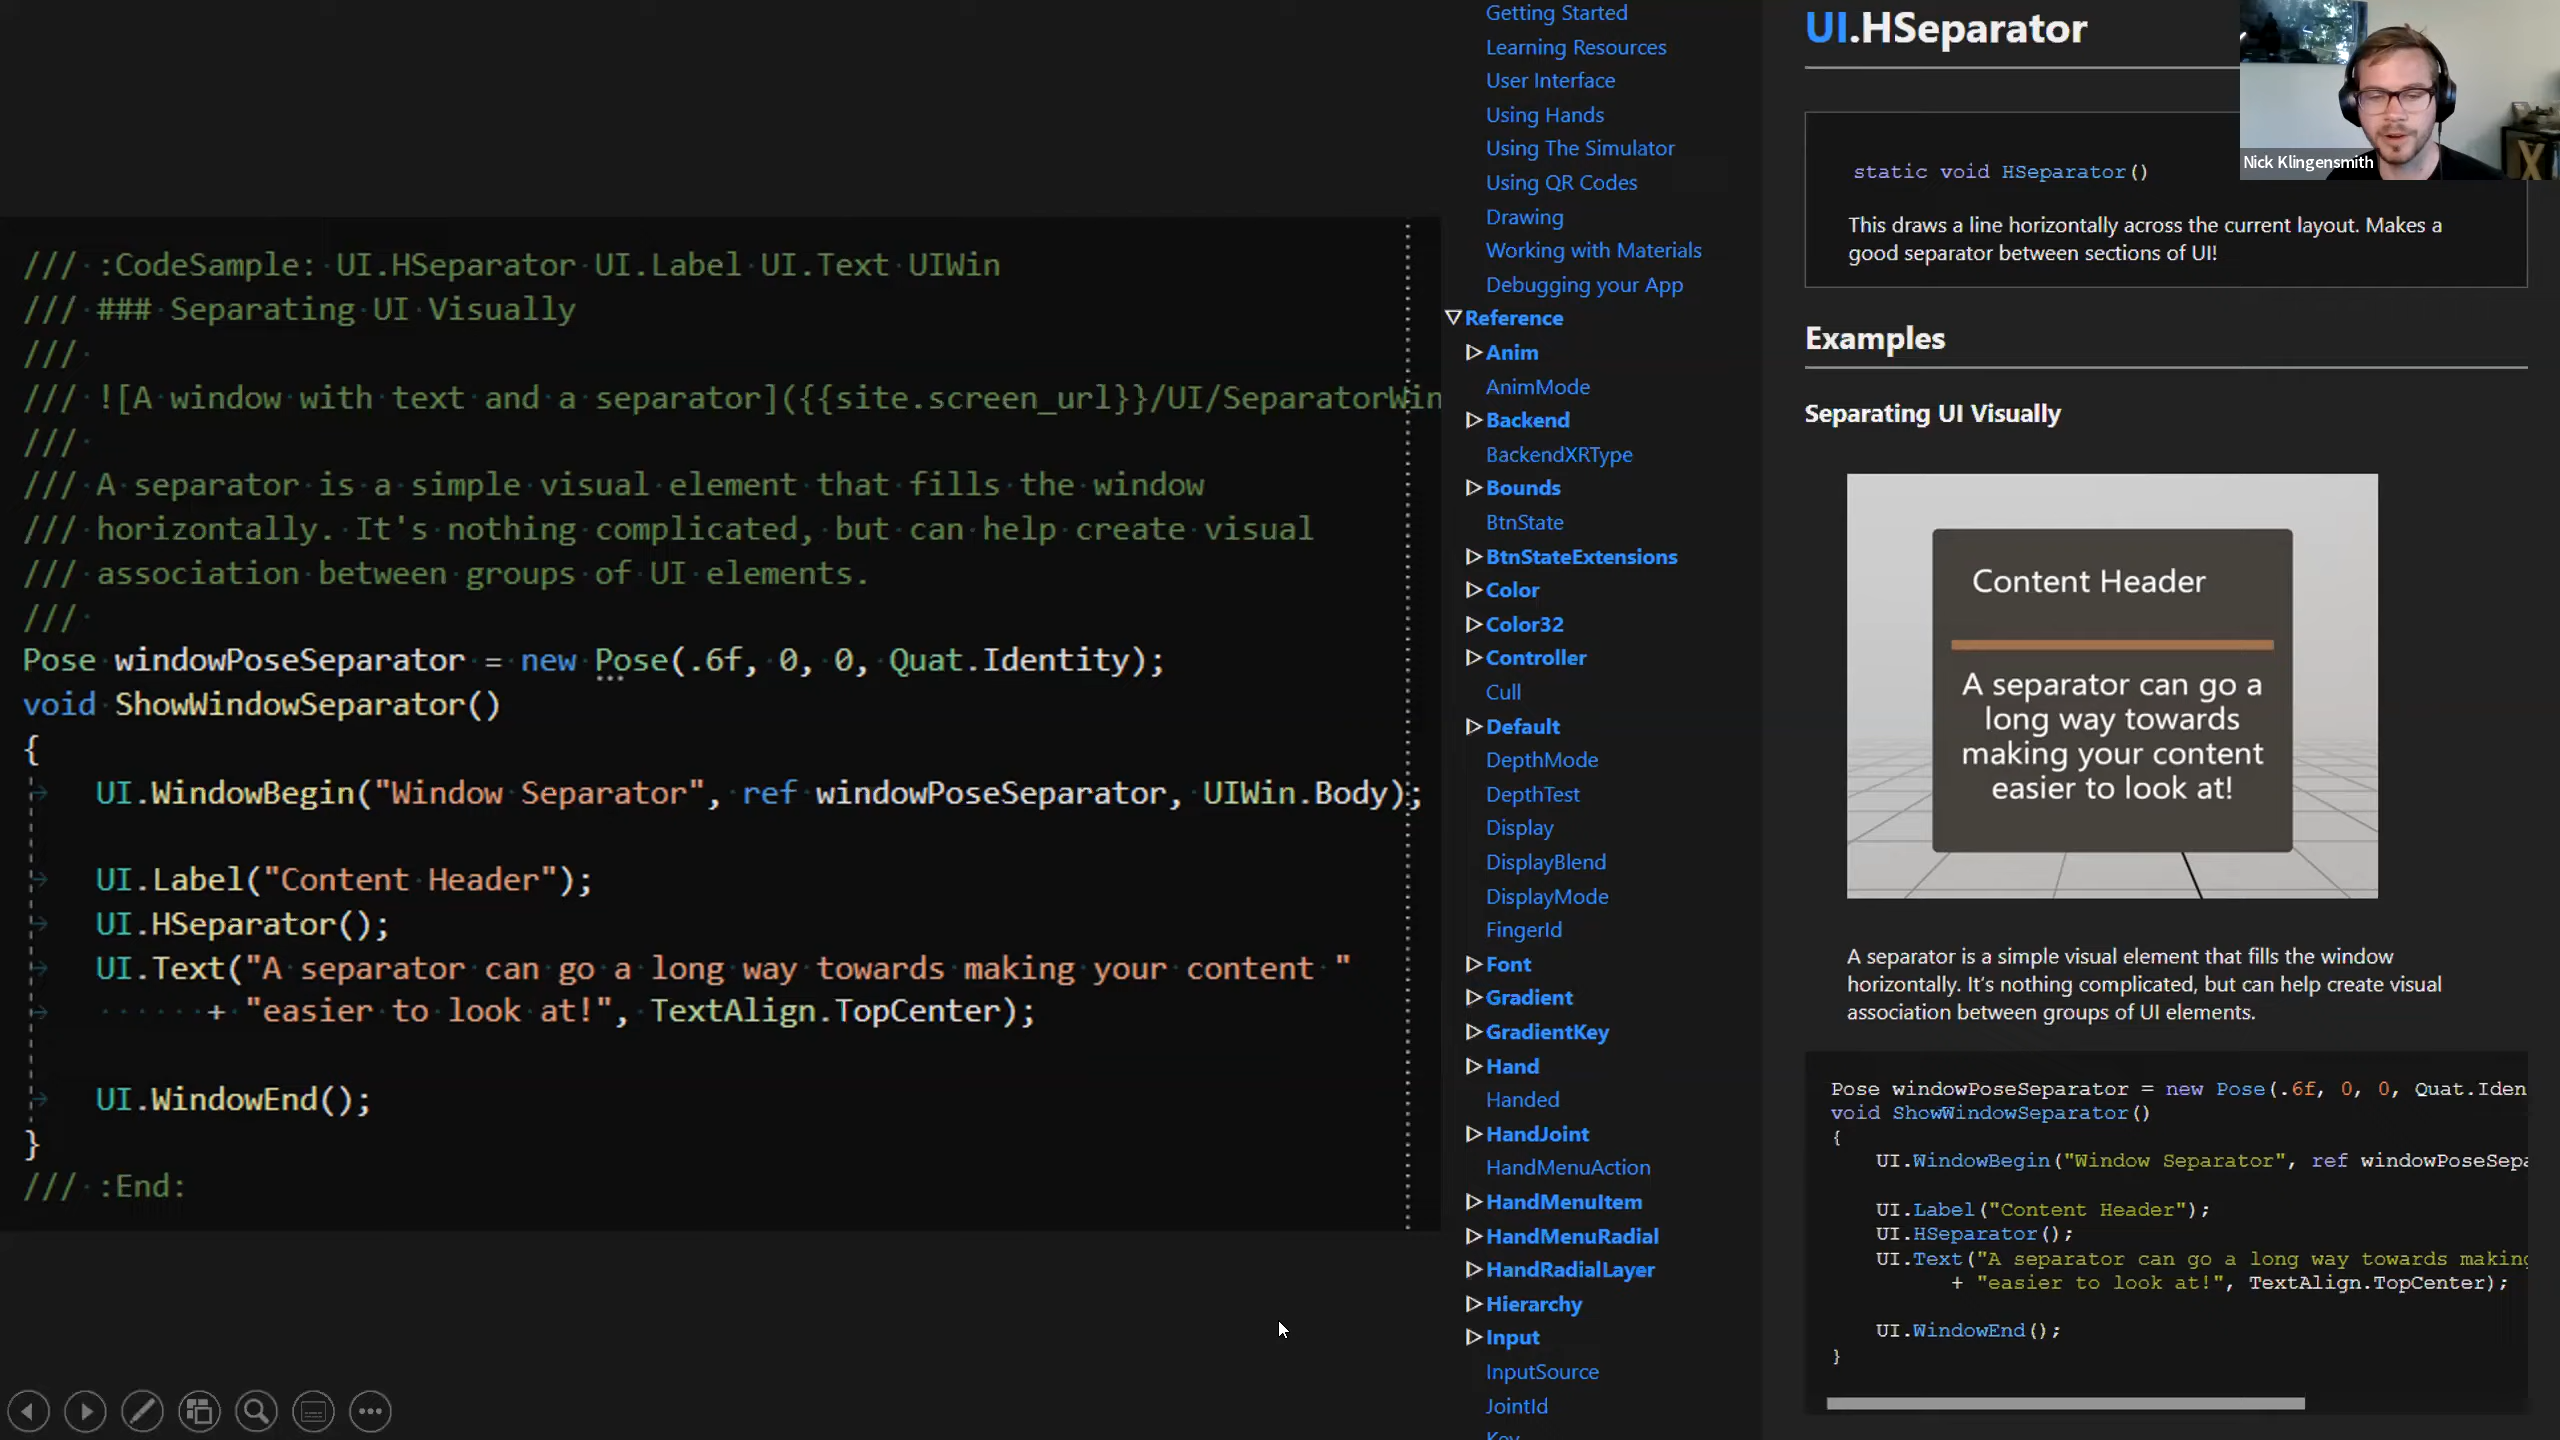 /// :CodeSample: UI.HSeparator UI.Label UI.Text UIWin
/// ### Separating UI Visually
///
/// ![A window with text and a separator]({{site.screen_url}}/UI/SeparatorWin
///
/// A separator is a simple visual element that fills the window
/// horizontally. It's nothing complicated, but can help create visual
/// association between groups of UI elements.
///
Pose windowPoseSeparator = new Pose(.6f, 0, 0, Quat.Identity);
void ShowWindowSeparator()
{
UI.WindowBegin("Window Separator", ref windowPoseSeparator, UIWin.Body);
UI.Label("Content Header");
UI.HSeparator();
UI.Text("A separator can go a long way towards making your content "
+ "easier to look at!", TextAlign.TopCenter);
UI.WindowEnd();
}
/// :End:
Getting Started
Learning Resources
User Interface
Using Hands
Using The Simulator
Using QR Codes
Drawing
Working with Materials
Debugging your App
Reference
Anim
AnimMode
Backend
BackendXRType
Bounds
BtnState
BtnStateExtensions
Color
Color32
Controller
Cull
Default
DepthMode
DepthTest
Display
DisplayBlend
DisplayMode
FingerId
Font
Gradient
GradientKey
Hand
Handed
HandJoint
HandMenuAction
HandMenuItem
HandMenuRadial
HandRadialLayer
Hierarchy
Input
InputSource
JointId
UI.HSeparator
static void HSeparator()
This draws a line horizontally across the current layout. Makes a
good separator between sections of UI!
Examples
Separating UI Visually
Content Header
A separator can go a
long way towards
making your content
easier to look at!
A separator is a simple visual element that fills the window
horizontally. It's nothing complicated, but can help create visual
association between groups of UI elements.
Pose windowPoseSeparator = new Pose(.6f, 0, 0, Quat.Iden
void ShowWindowSeparator()
{
UI.WindowBegin("Window Separator", ref windowPoseSepa
UI.Label("Content Header");
UI.HSeparator();
UI.Text("A separator can go a long way towards making
+ "easier to look at!", TextAlign.TopCenter);
UI.WindowEnd();
}
Nick Klingensmith